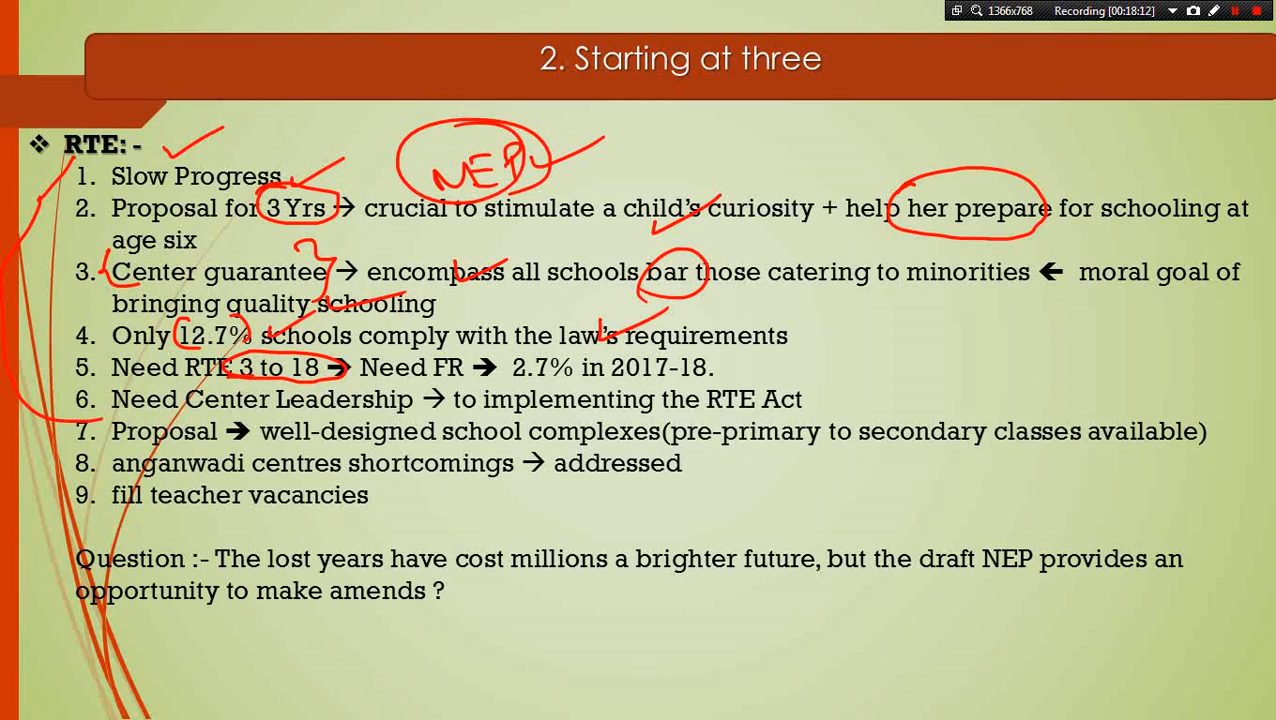 1366x768 Recording [00:18:12]
2. Starting at three
❖ RTE: -
NEP
1. Slow Progress
2. Proposal for 3 Yrs → crucial to stimulate a child's curiosity + help her prepare for schooling at
age six
3. Center guarantee → encompass all schools bar those catering to minorities ← moral goal of
bringing quality schooling
4. Only 12.7% schools comply with the law's requirements
5. Need RTE 3 to 18 → Need FR → 2.7% in 2017-18.
6. Need Center Leadership → to implementing the RTE Act
7. Proposal → well-designed school complexes(pre-primary to secondary classes available)
8. anganwadi centres shortcomings → addressed
9. fill teacher vacancies
Question :- The lost years have cost millions a brighter future, but the draft NEP provides an
opportunity to make amends ?